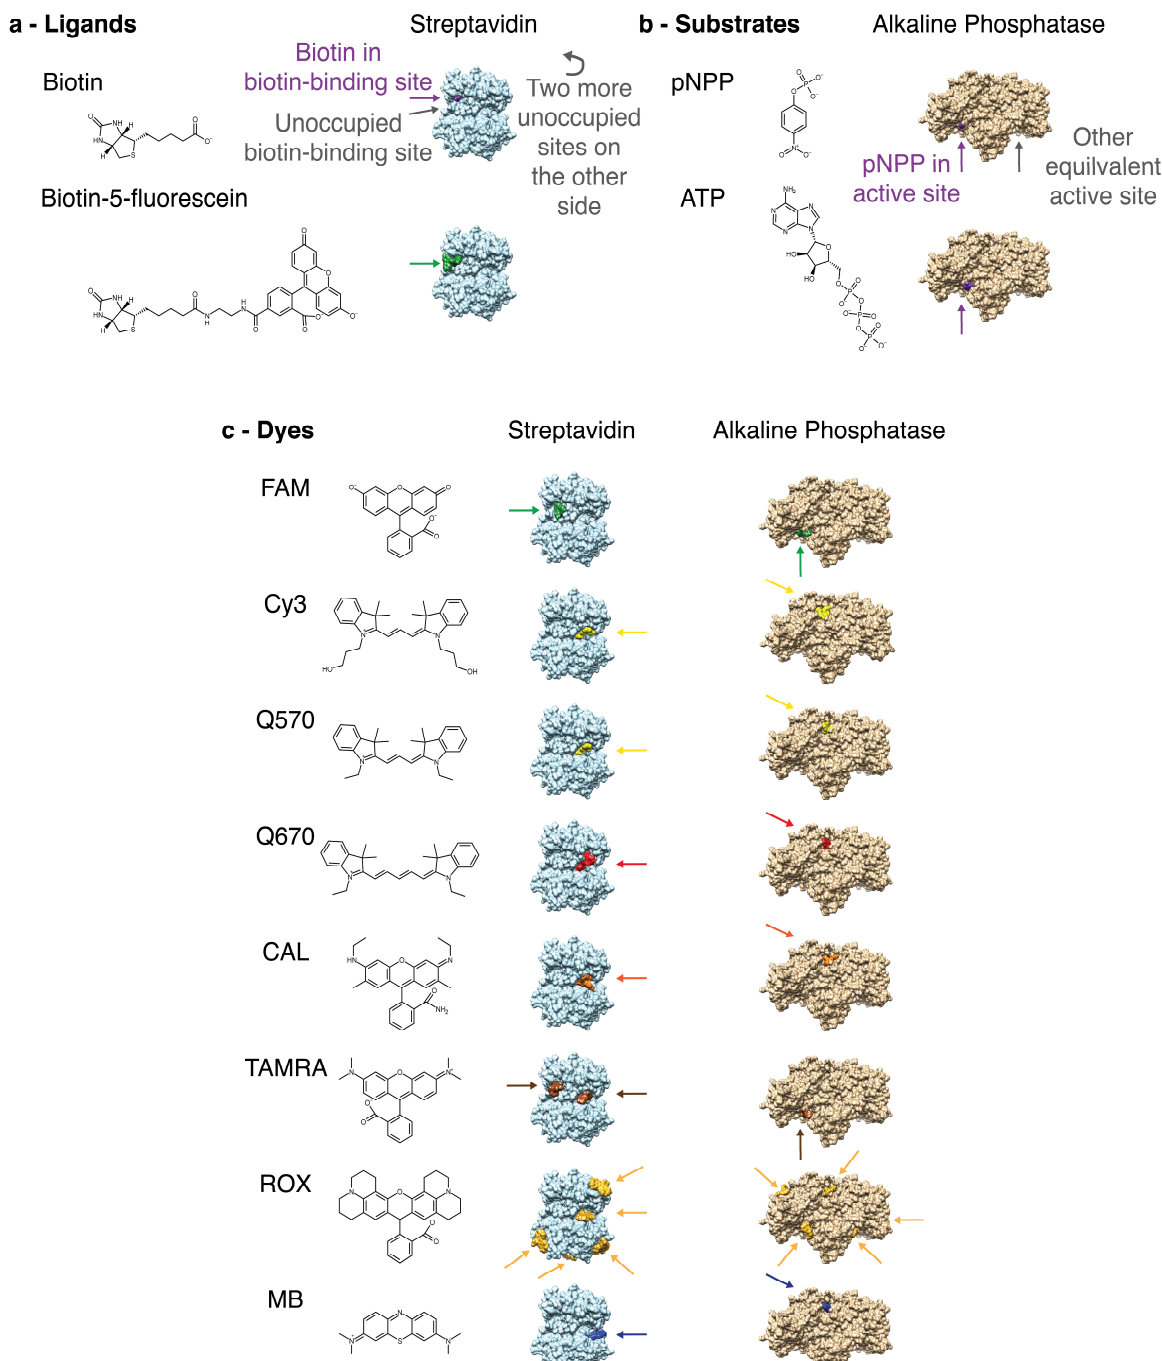 a - Ligands
Streptavidin
Biotin
Biotin in
biotin-binding site
Unoccupied
biotin-binding site
Two more
unoccupied
sites on
the other
side
Biotin-5-fluorescein
b - Substrates
Alkaline Phosphatase
pNPP
pNPP in
active site
Other
equilvalent
active site
ATP
c - Dyes
Streptavidin
Alkaline Phosphatase
FAM
Cy3
Q570
Q670
CAL
TAMRA
ROX
MB